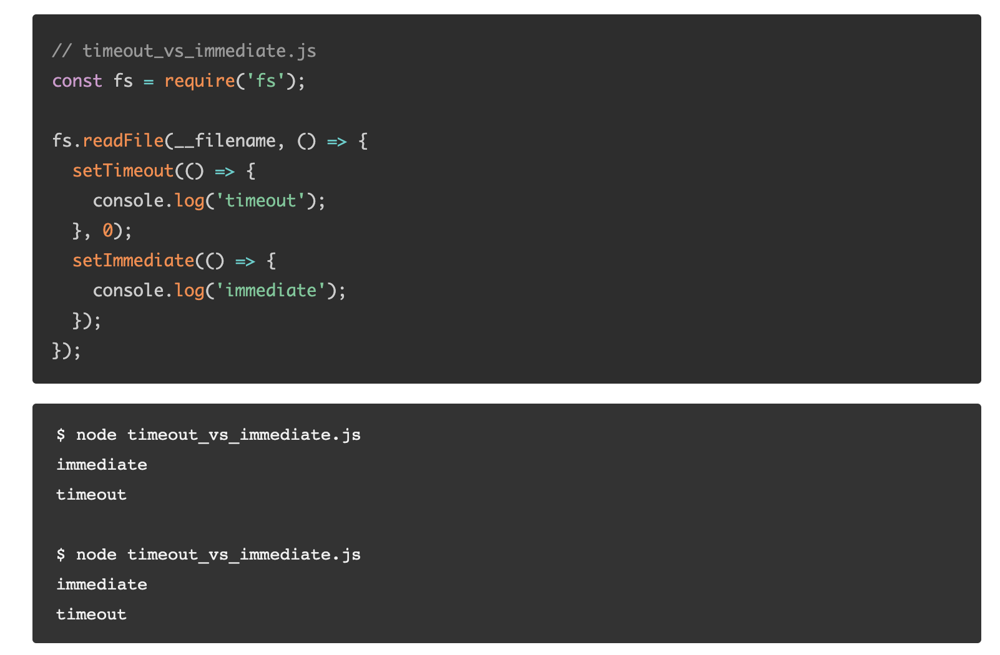 // timeout_vs_immediate.js
const fs = require('fs');
fs.readFile(__filename, () => {
  setTimeout(() => {
    console.log('timeout');
  }, 0);
  setImmediate(() => {
    console.log('immediate');
  });
});
$ node timeout_vs_immediate.js
immediate
timeout
$ node timeout_vs_immediate.js
immediate
timeout